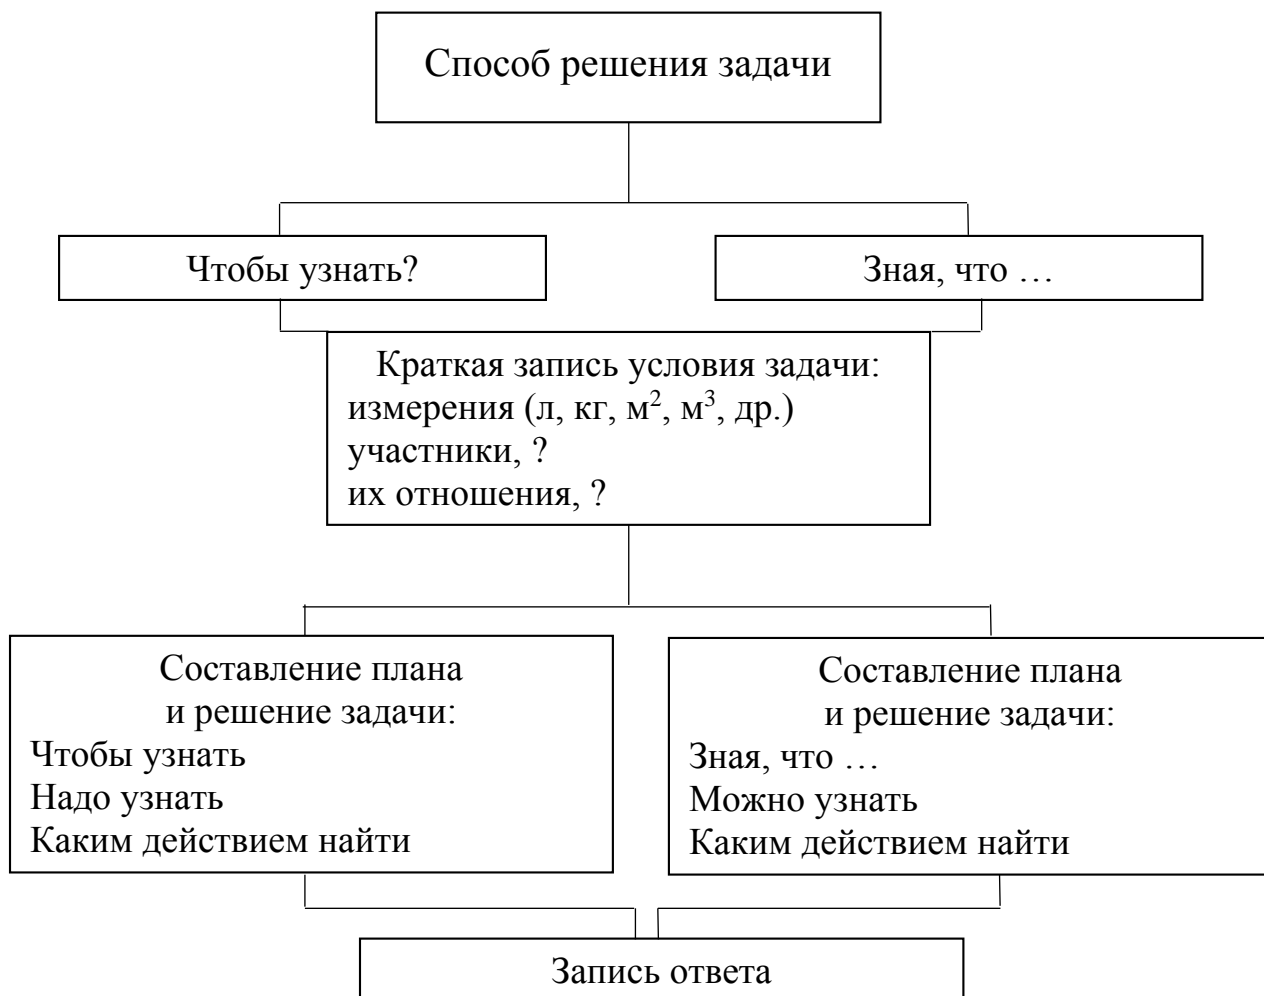 Способ решения задачи
Чтобы узнать?
Зная, что …
Краткая запись условия задачи:
измерения (л, кг, м², м³, др.)
участники, ?
их отношения, ?
Составление плана
и решение задачи:
Чтобы узнать
Надо узнать
Каким действием найти
Составление плана
и решение задачи:
Зная, что …
Можно узнать
Каким действием найти
Запись ответа